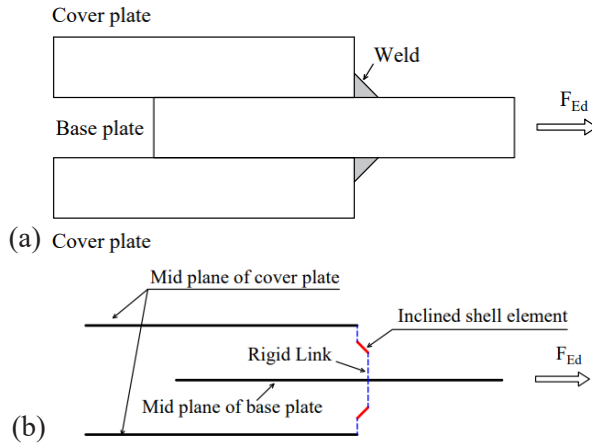 Cover plate
Weld
F_Ed
Base plate
(a)
Cover plate
Mid plane of cover plate
Inclined shell element
Rigid Link
F_Ed
Mid plane of base plate
(b)